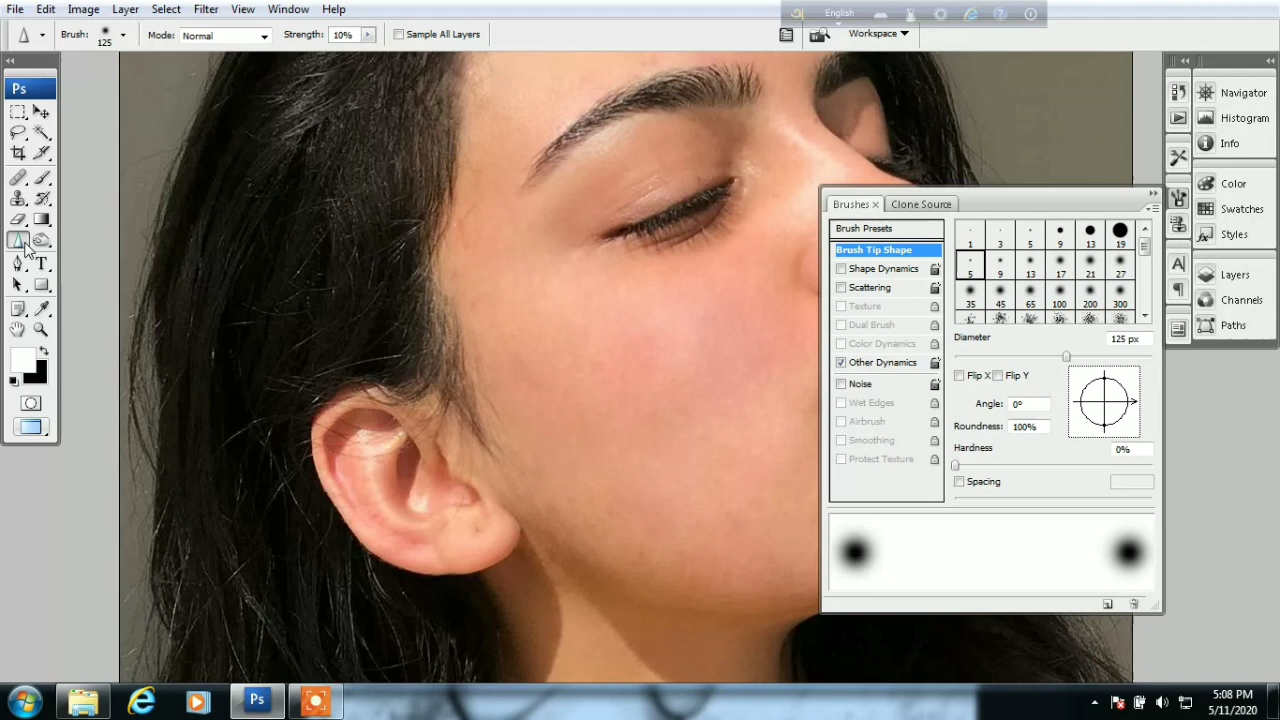 File Edit Image Layer Select Filter View Window Help
English
Brush: 125 Mode: Normal Strength: 10% Sample All Layers
Workspace
Ps
T
Brushes Clone Source
Brush Presets
Brush Tip Shape
Shape Dynamics
Scattering
Texture
Dual Brush
Color Dynamics
Other Dynamics
Noise
Wet Edges
Airbrush
Smoothing
Protect Texture
1 3 5 9 13 19
5 9 13 17 21 27
35 45 65 100 200 300
Diameter 125 px
Flip X Flip Y
Angle: 0º
Roundness: 100%
Hardness
0%
Spacing
Navigator
Histogram
Info
Color
Swatches
Styles
A
Layers
Channels
Paths
Ps
5:08 PM
5/11/2020